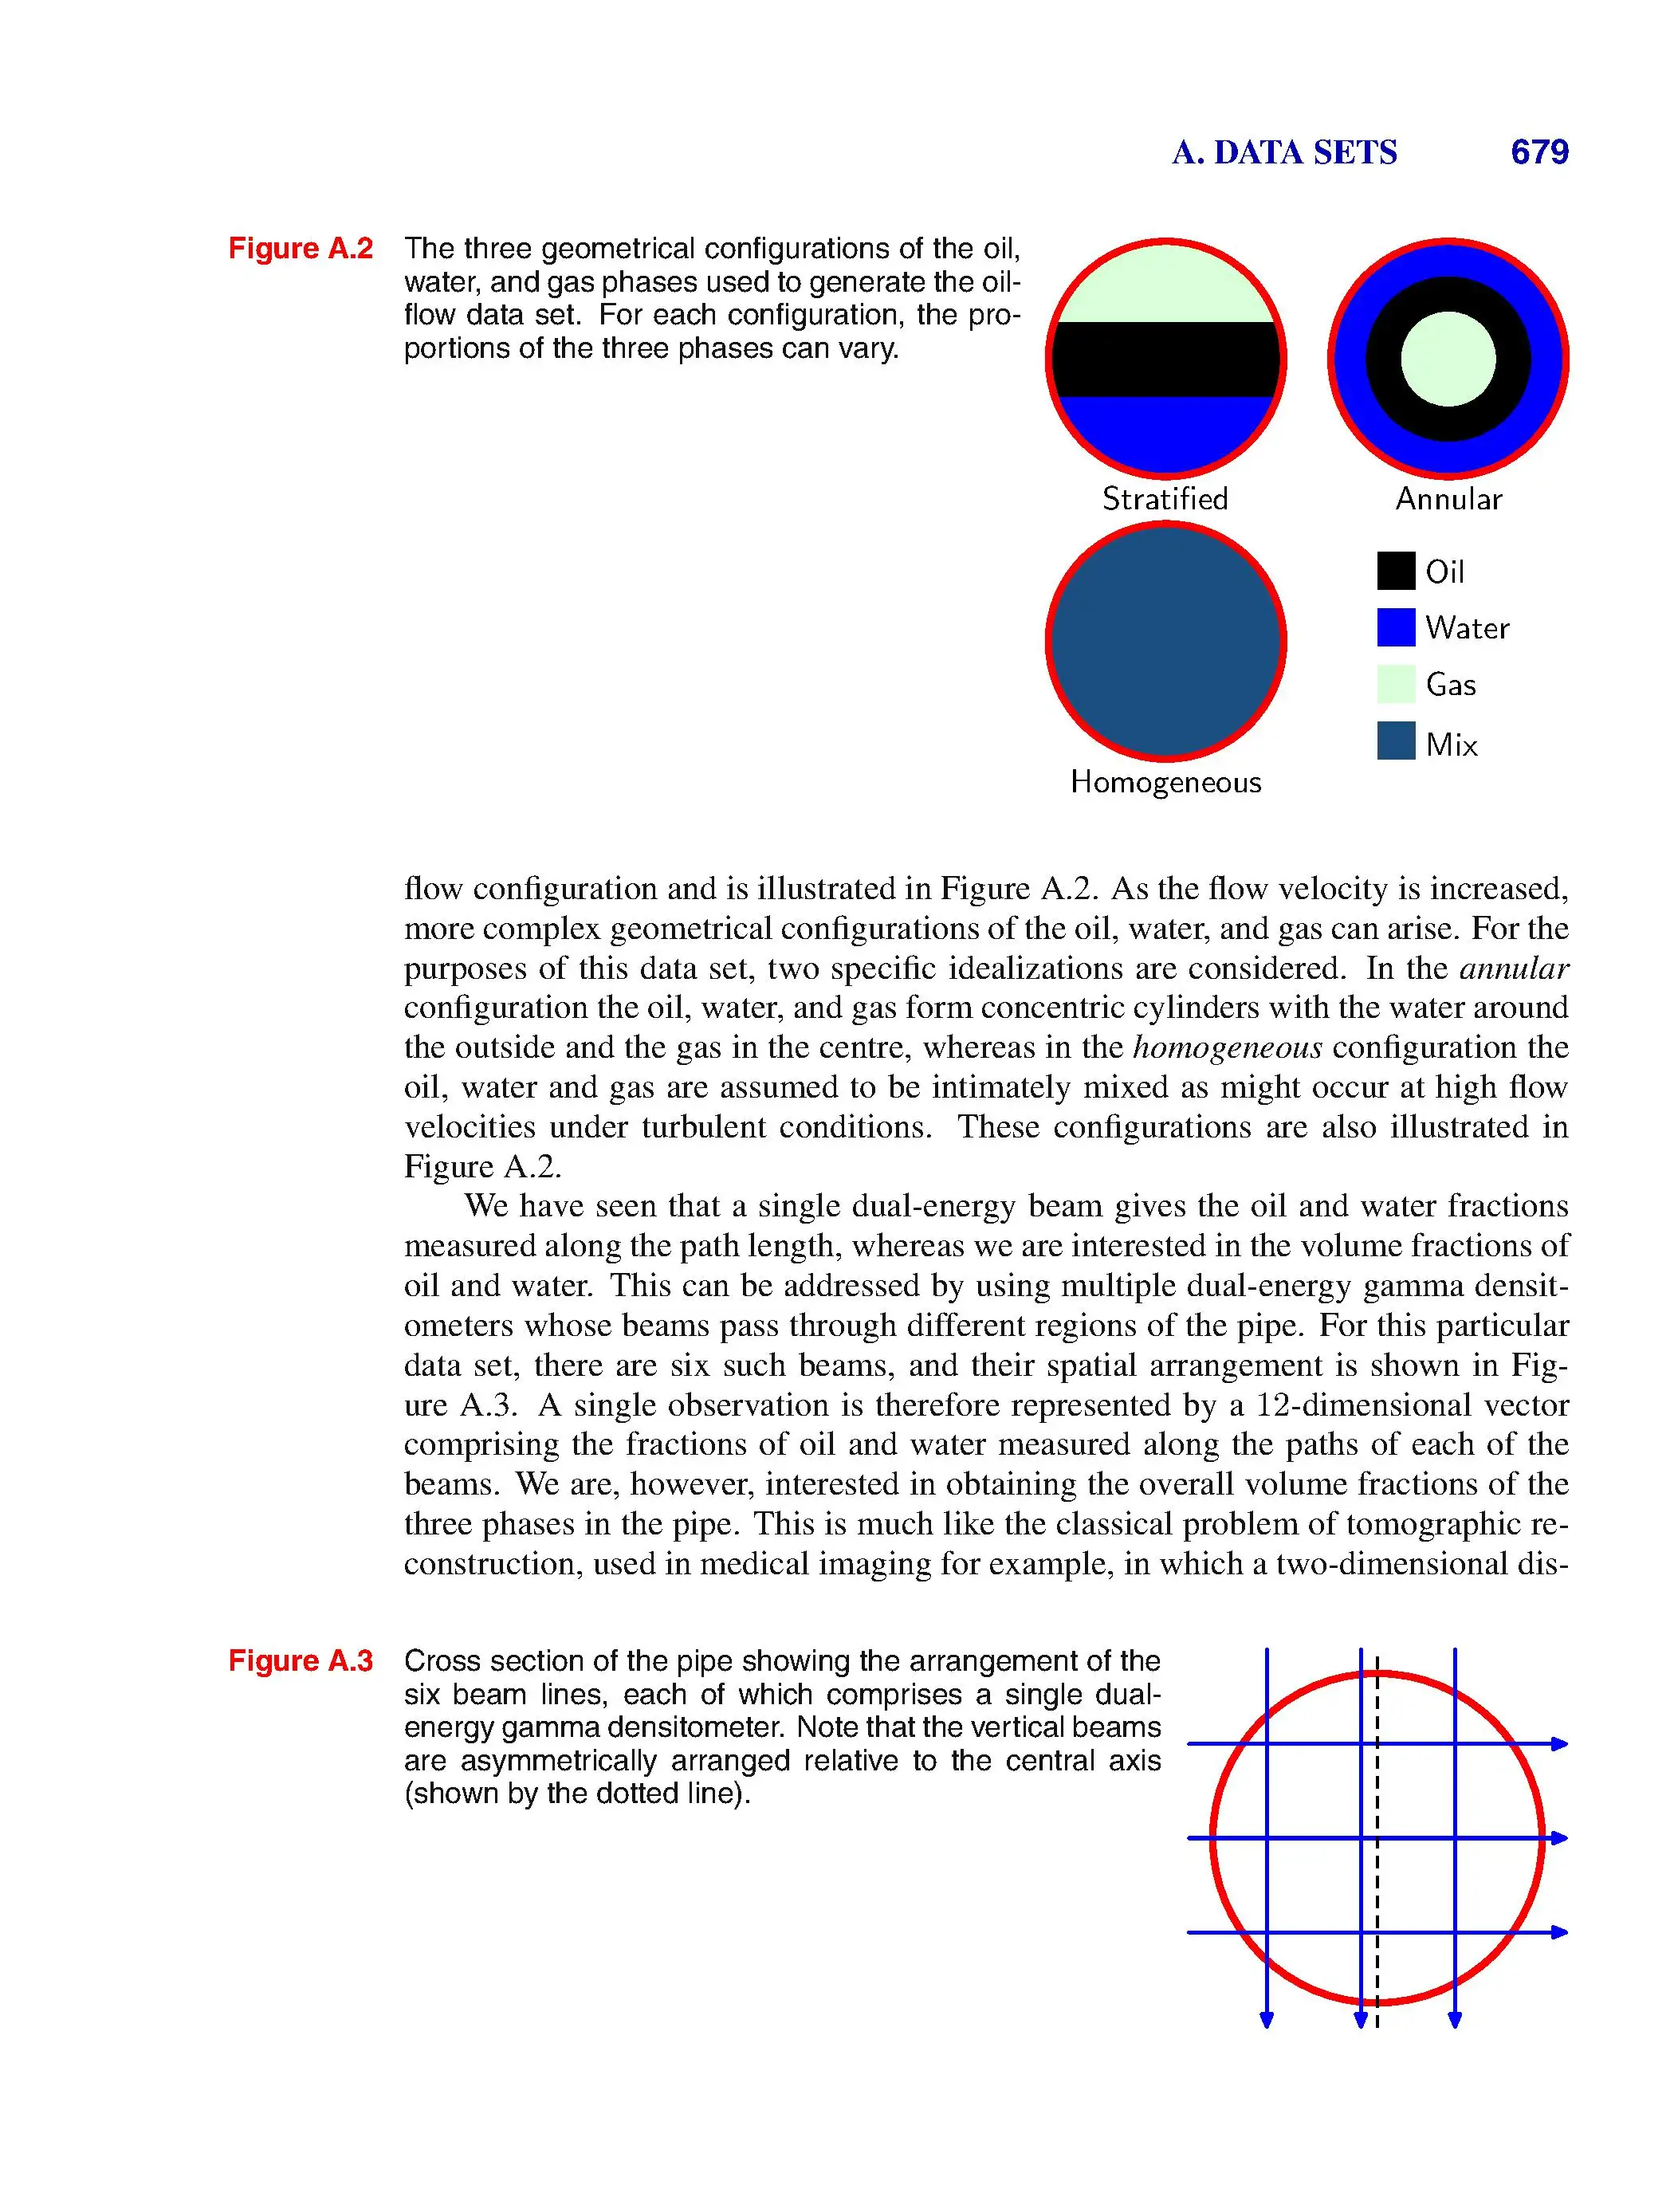 A. DATA SETS 679
Figure A.2 The three geometrical configurations of the oil,
water, and gas phases used to generate the oil-
flow data set. For each configuration, the pro-
portions of the three phases can vary.
Stratified
Annular
Homogeneous
Oil
Water
Gas
Mix
flow configuration and is illustrated in Figure A.2. As the flow velocity is increased,
more complex geometrical configurations of the oil, water, and gas can arise. For the
purposes of this data set, two specific idealizations are considered. In the annular
configuration the oil, water, and gas form concentric cylinders with the water around
the outside and the gas in the centre, whereas in the homogeneous configuration the
oil, water and gas are assumed to be intimately mixed as might occur at high flow
velocities under turbulent conditions. These configurations are also illustrated in
Figure A.2.
We have seen that a single dual-energy beam gives the oil and water fractions
measured along the path length, whereas we are interested in the volume fractions of
oil and water. This can be addressed by using multiple dual-energy gamma densit-
ometers whose beams pass through different regions of the pipe. For this particular
data set, there are six such beams, and their spatial arrangement is shown in Fig-
ure A.3. A single observation is therefore represented by a 12-dimensional vector
comprising the fractions of oil and water measured along the paths of each of the
beams. We are, however, interested in obtaining the overall volume fractions of the
three phases in the pipe. This is much like the classical problem of tomographic re-
construction, used in medical imaging for example, in which a two-dimensional dis-
Figure A.3 Cross section of the pipe showing the arrangement of the
six beam lines, each of which comprises a single dual-
energy gamma densitometer. Note that the vertical beams
are asymmetrically arranged relative to the central axis
(shown by the dotted line).